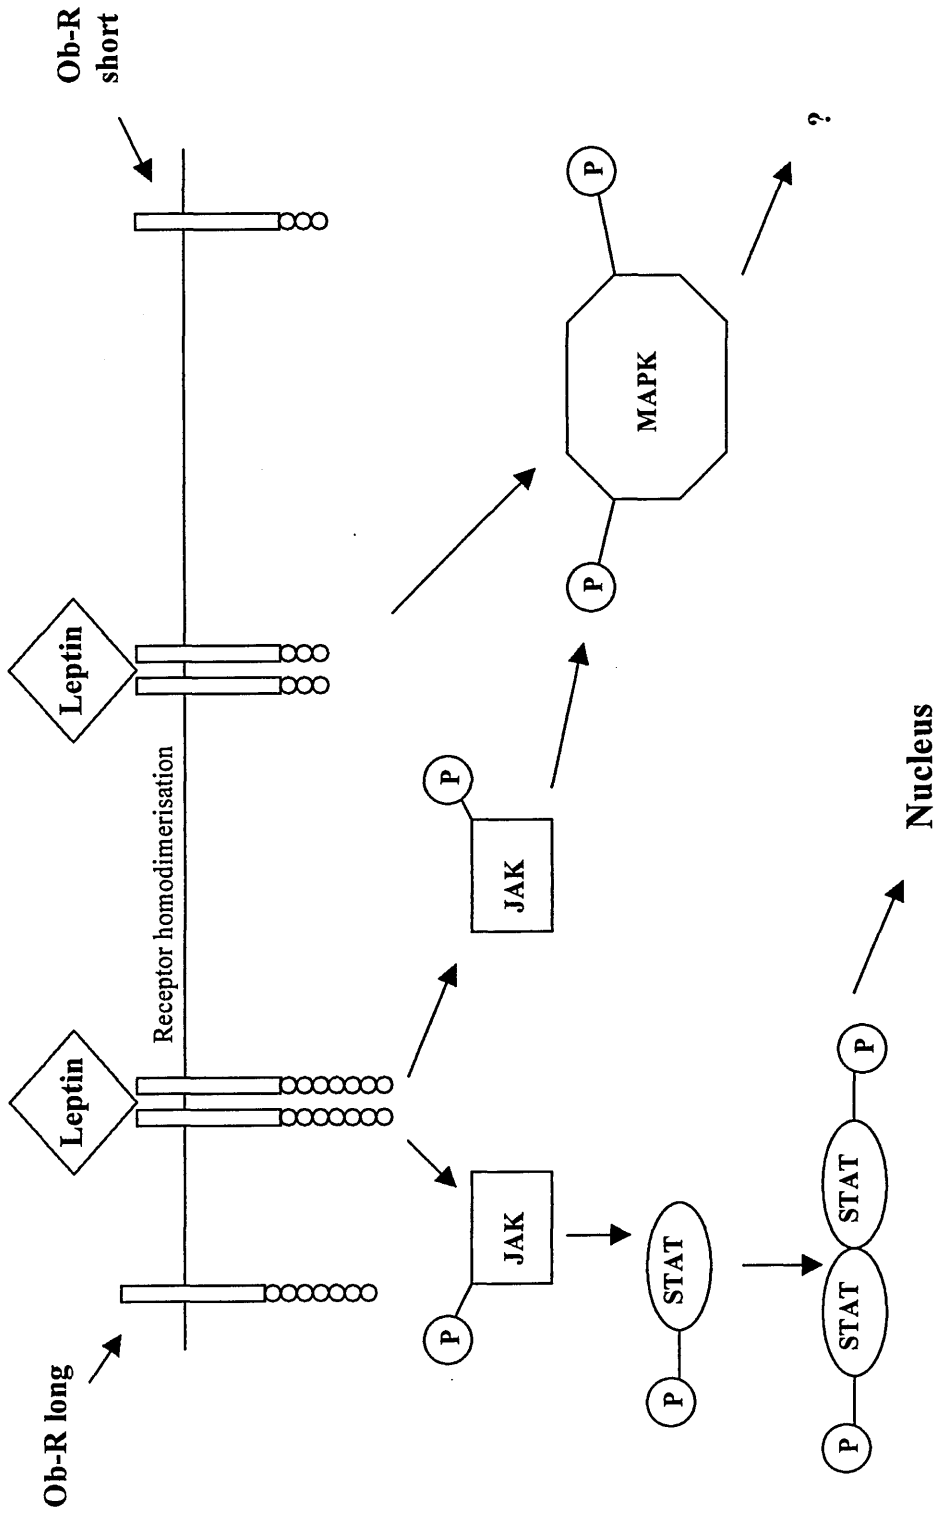 Ob-R long
Leptin
Leptin
Ob-R
short
Receptor homodimerisation
P
P
JAK
JAK
P
P
MAPK
P
STAT
?
P
STAT
STAT
P
Nucleus